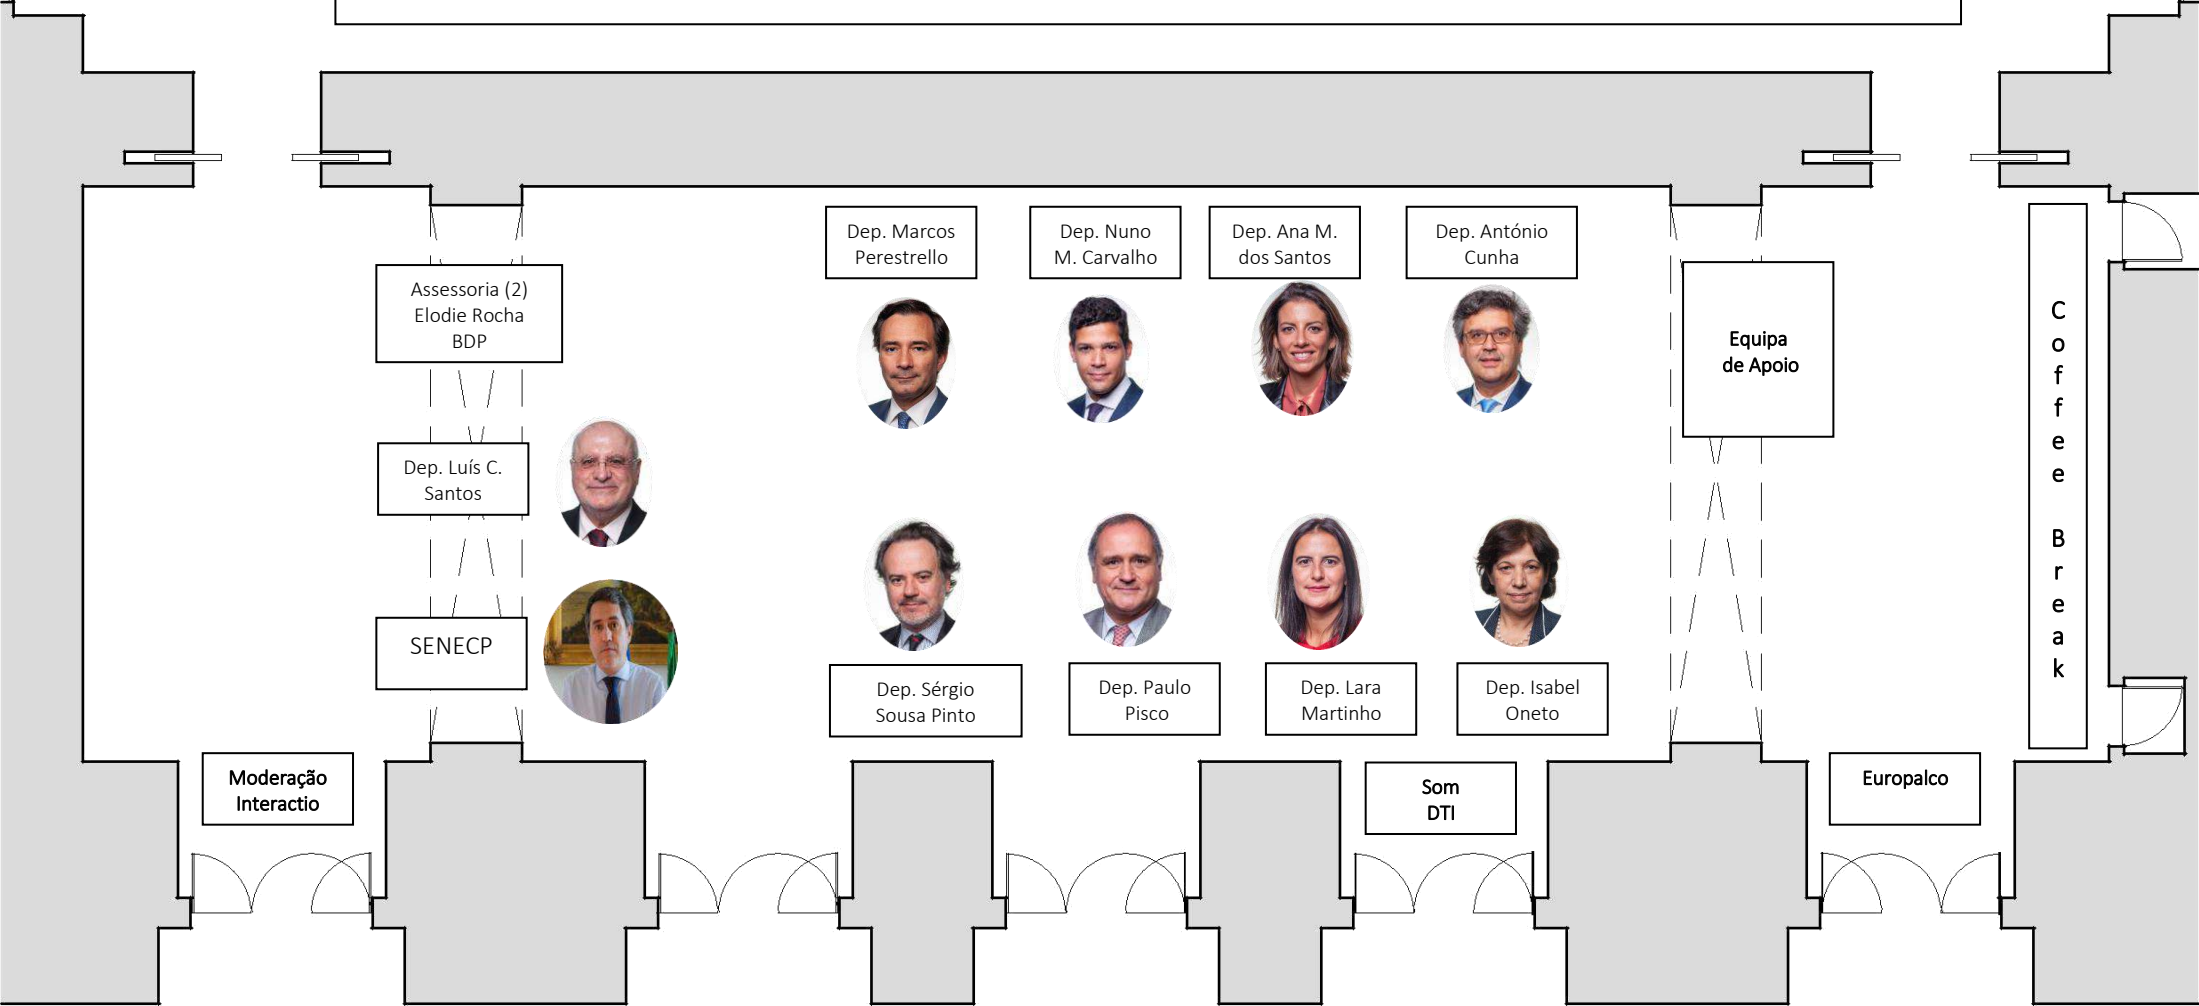 Dep. Marcos
Perestrello
Dep. Nuno
M. Carvalho
Dep. Ana M.
dos Santos
Dep. António
Cunha
Assessoria (2)
Elodie Rocha
BDP
Equipa
de Apoio
Coffee Break
Dep. Luís C.
Santos
SENECP
Dep. Sérgio
Sousa Pinto
Dep. Paulo
Pisco
Dep. Lara
Martinho
Dep. Isabel
Oneto
Moderação
Interactio
Som
DTI
Europalco